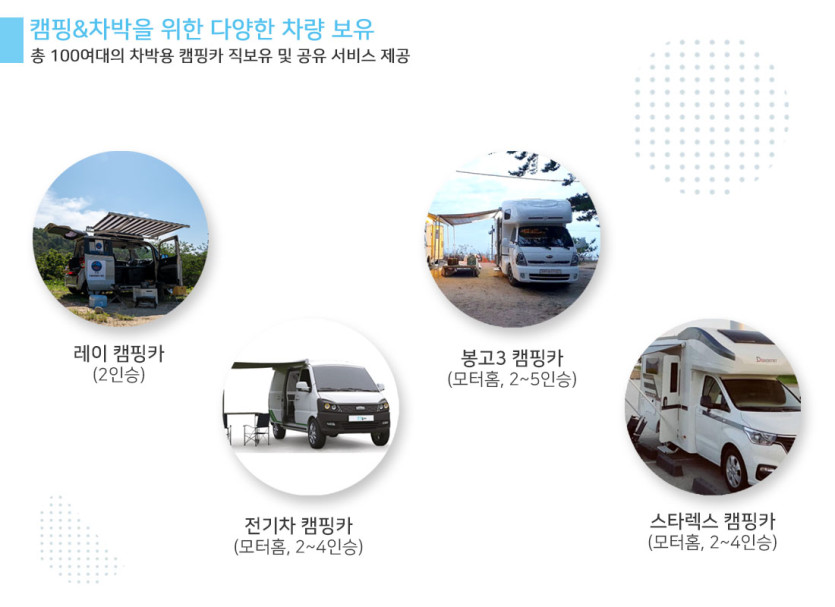 캠핑&차박을 위한 다양한 차량 보유
총 100여대의 차박용 캠핑카 직보유 및 공유 서비스 제공
레이 캠핑카
(2인승)
봉고3 캠핑카
(모터홈, 2~5인승)
전기차 캠핑카
(모터홈, 2~4인승)
스타렉스 캠핑카
(모터홈, 2~4인승)